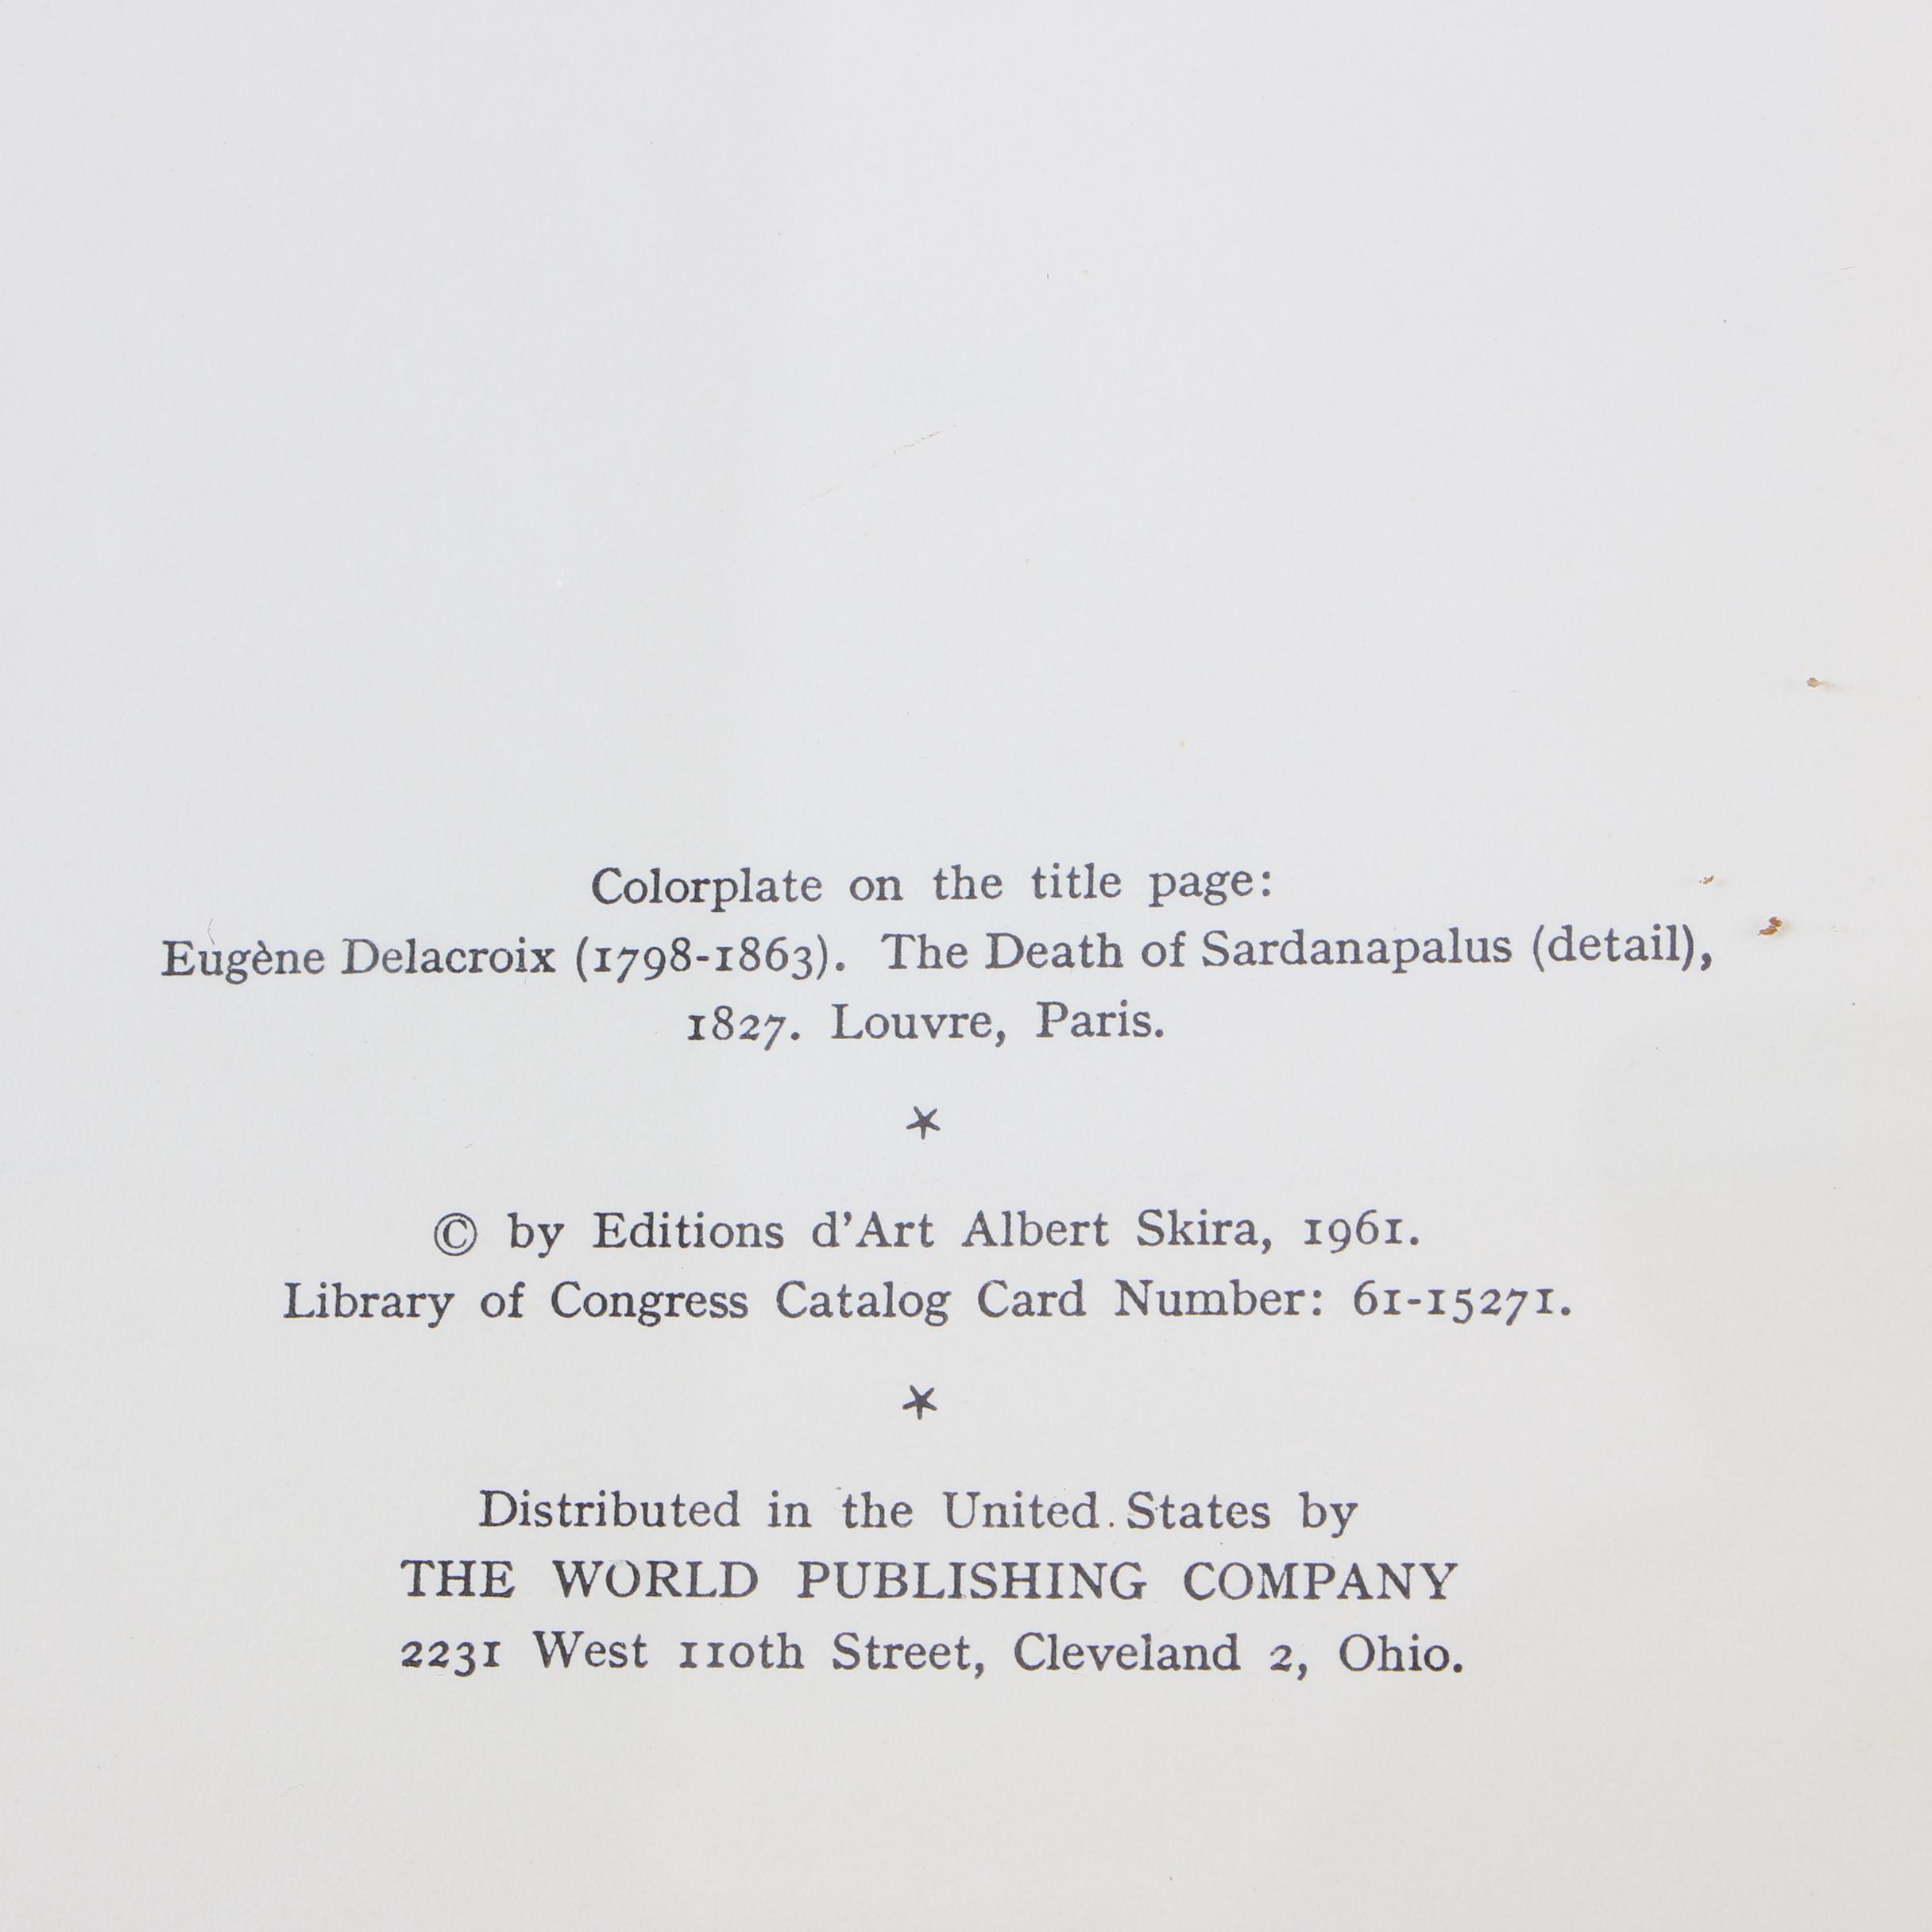 Colorplate on the title page:
Eugène Delacroix (1798-1863). The Death of Sardanapalus (detail),
1827. Louvre, Paris.
*
© by Editions d'Art Albert Skira, 1961.
Library of Congress Catalog Card Number: 61-15271.
*
Distributed in the United States by
THE WORLD PUBLISHING COMPANY
2231 West 110th Street, Cleveland 2, Ohio.